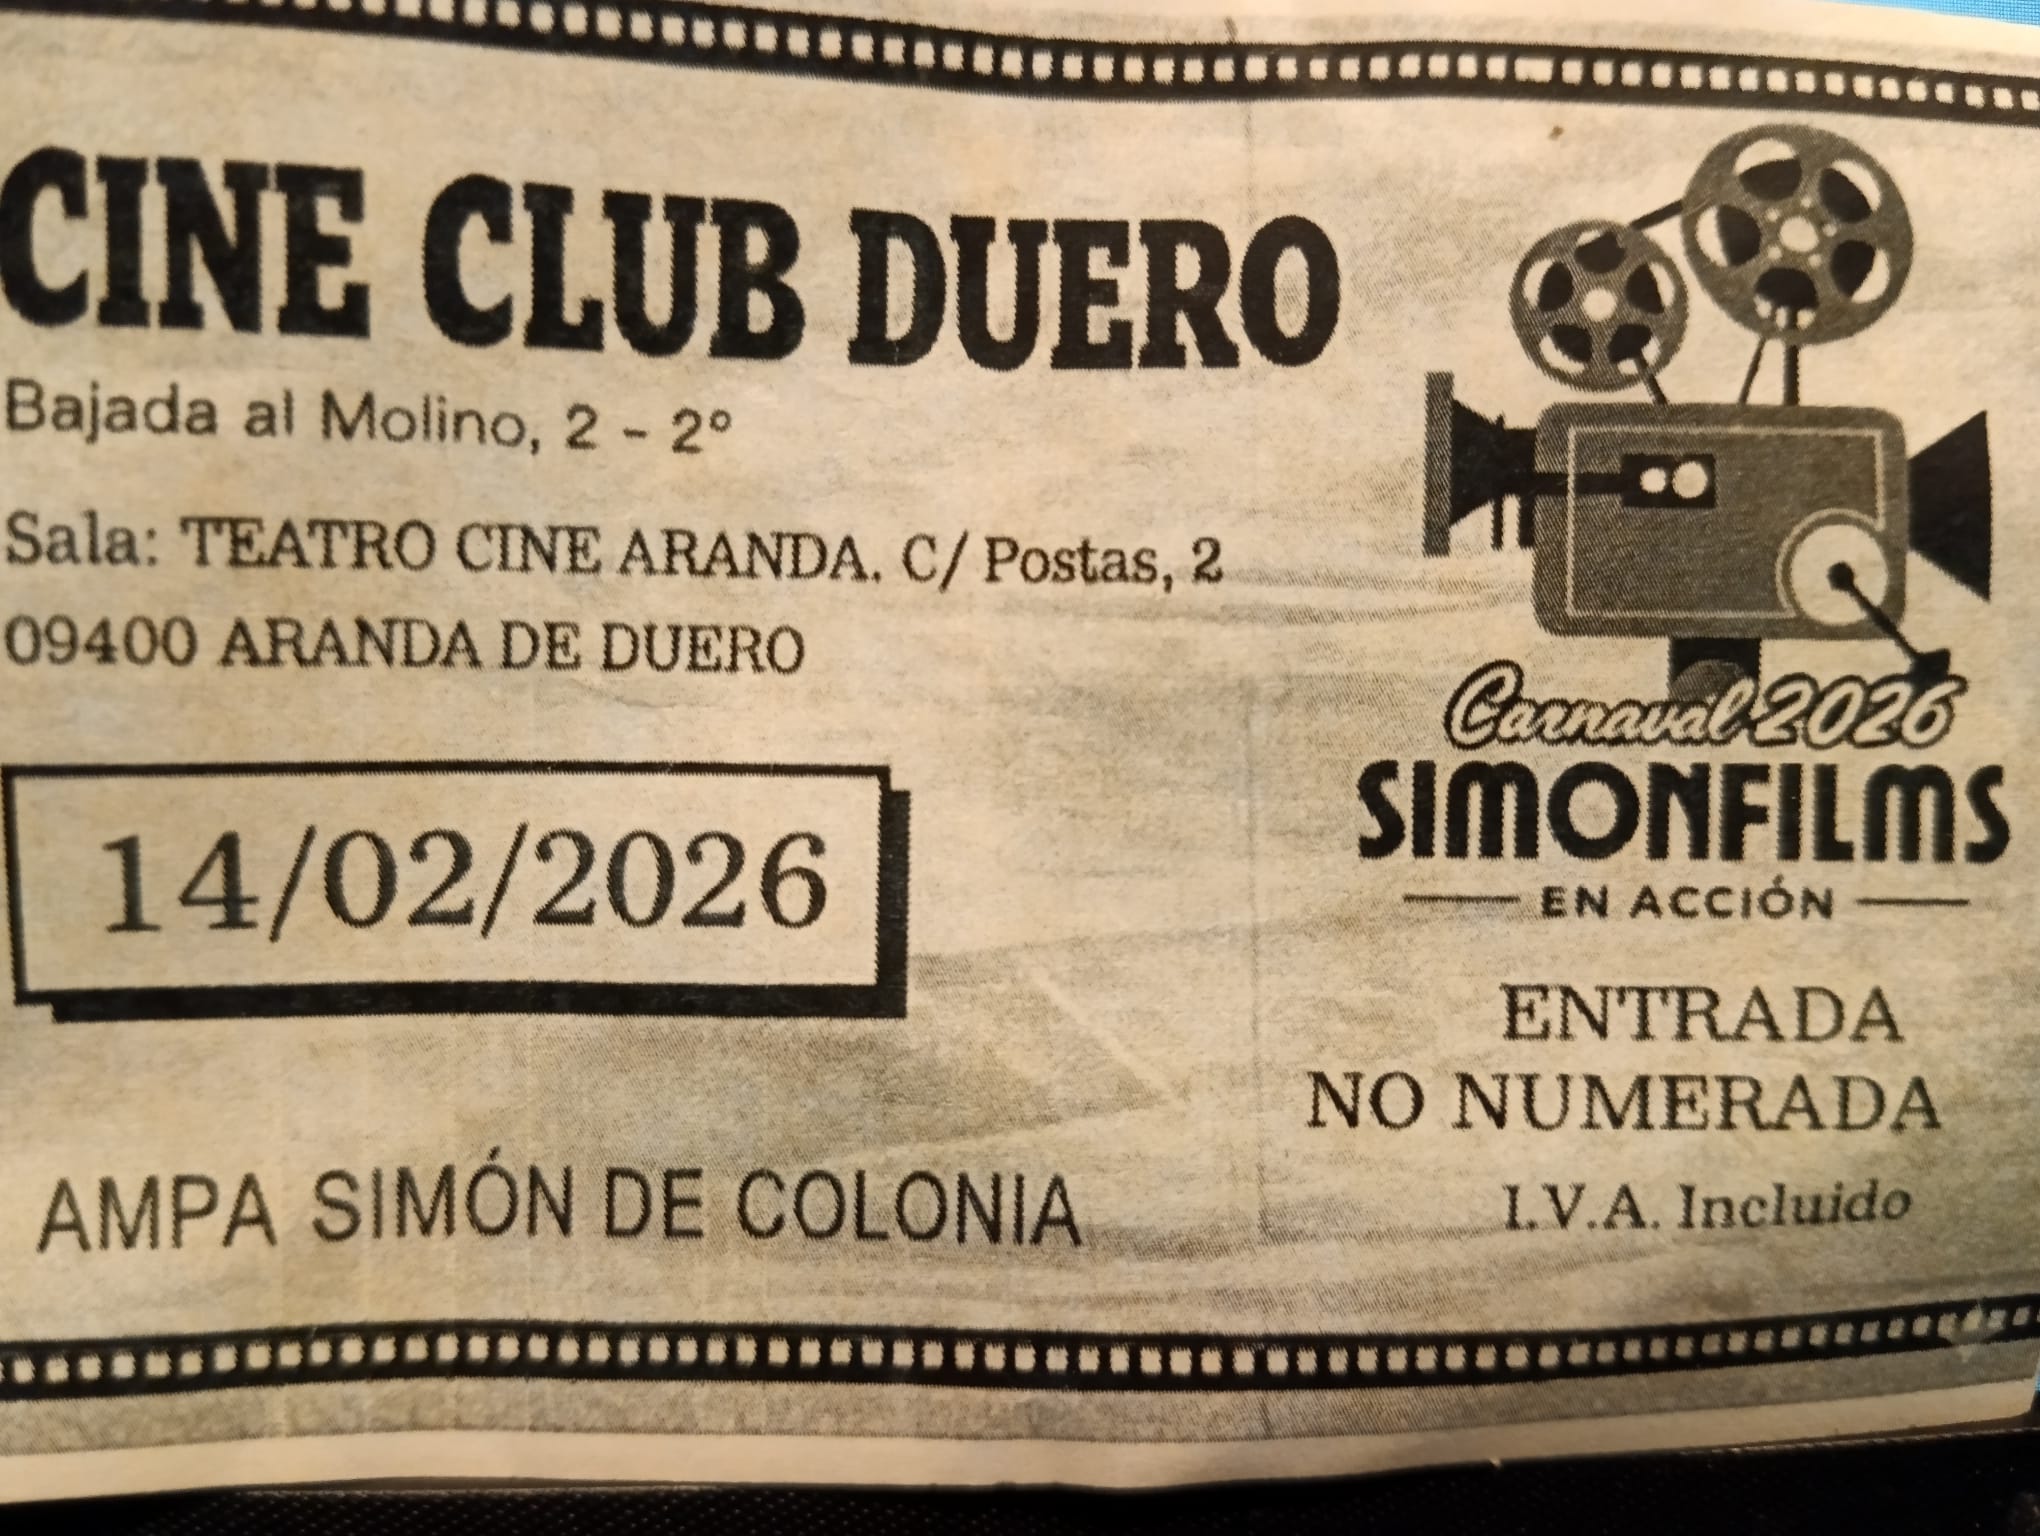 CINE CLUB DUERO
Bajada al Molino, 2 - 2º
Sala: TEATRO CINE ARANDA. C/ Postas, 2
09400 ARANDA DE DUERO
14/02/2026
AMPA SIMÓN DE COLONIA
Carnaval 2026
SIMONFILMS
EN ACCIÓN
ENTRADA
NO NUMERADA
I.V.A. Incluido